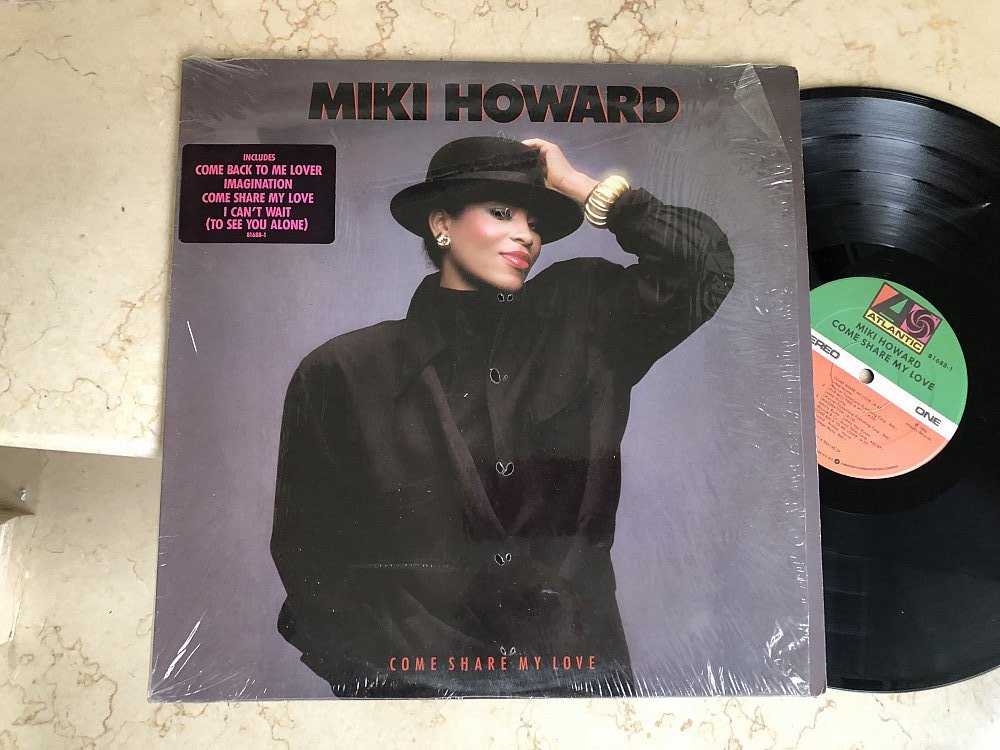 MIKI HOWARD
INCLUDES
COME BACK TO ME LOVER
IMAGINATION
COME SHARE MY LOVE
I CAN'T WAIT
(TO SEE YOU ALONE)
81688-1
COME SHARE MY LOVE
ATLANTIC
81688-1
MIKI HOWARD
COME SHARE MY LOVE
EREO
ONE